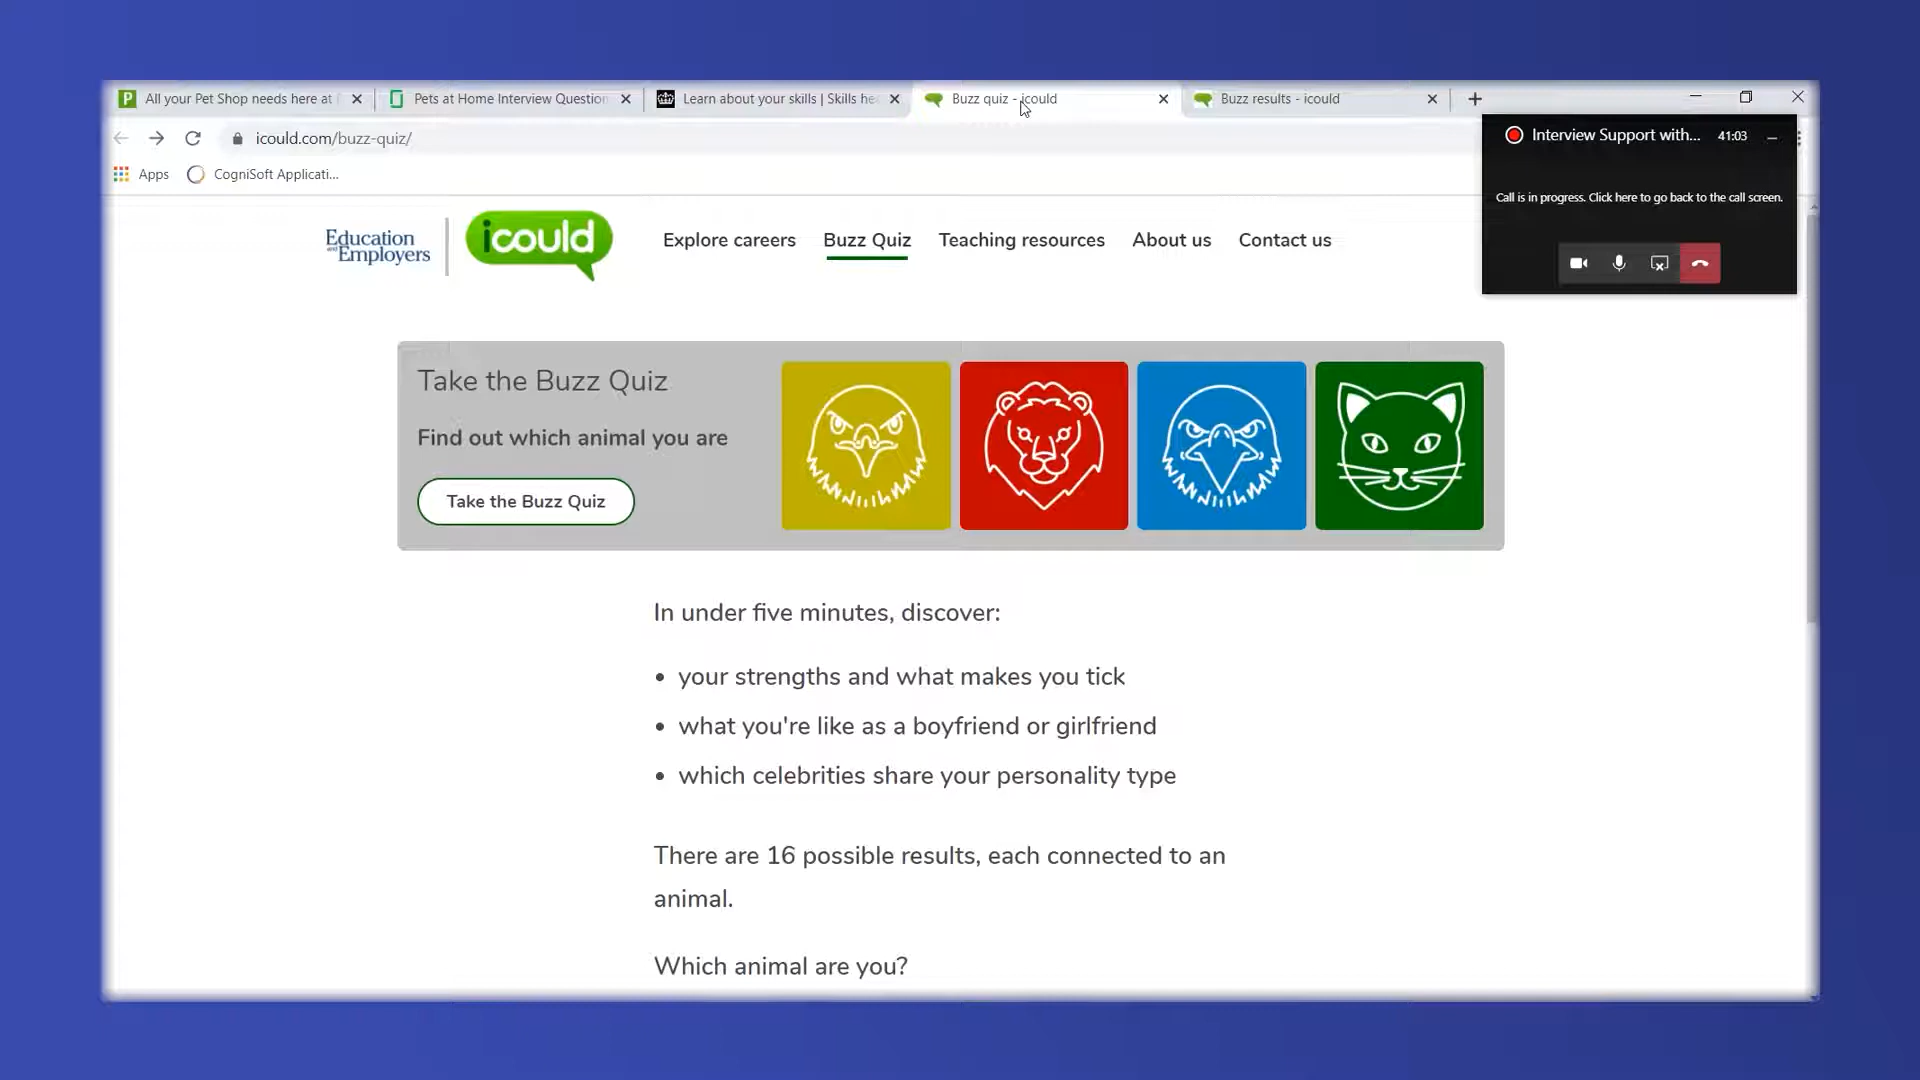 All your Pet Shop needs here at
Pets at Home Interview Question
Learn about your skills | Skills he
Buzz quiz - icould
Buzz results - icould
icould.com/buzz-quiz/
Interview Support with... 41:03
Apps
CogniSoft Applicati...
Call is in progress. Click here to go back to the call screen.
Education
and Employers
icould
Explore careers
Buzz Quiz
Teaching resources
About us
Contact us
Take the Buzz Quiz
Find out which animal you are
Take the Buzz Quiz
In under five minutes, discover:
• your strengths and what makes you tick
• what you're like as a boyfriend or girlfriend
• which celebrities share your personality type
There are 16 possible results, each connected to an
animal.
Which animal are you?